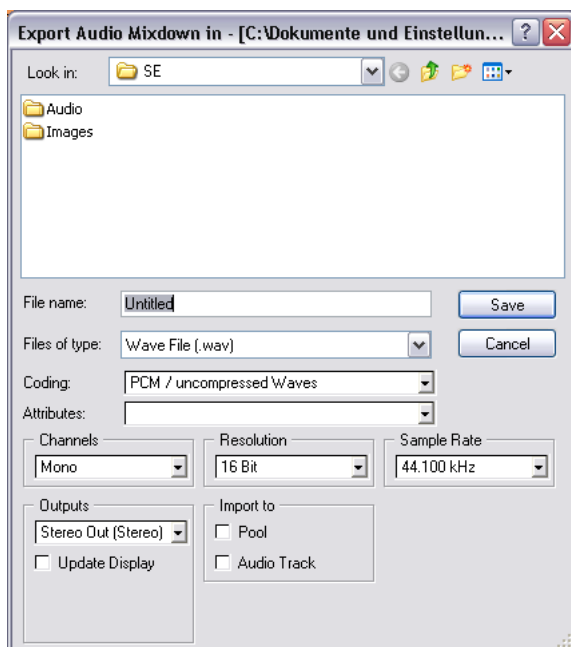 Export Audio Mixdown in - [C:\Dokumente und Einstellun...
Look in: SE
Audio
Images
File name: Untitled Save
Files of type: Wave File (.wav) Cancel
Coding: PCM / uncompressed Waves
Attributes:
Channels Resolution Sample Rate
Mono 16 Bit 44.100 kHz
Outputs Import to
Stereo Out (Stereo) Pool
Update Display Audio Track